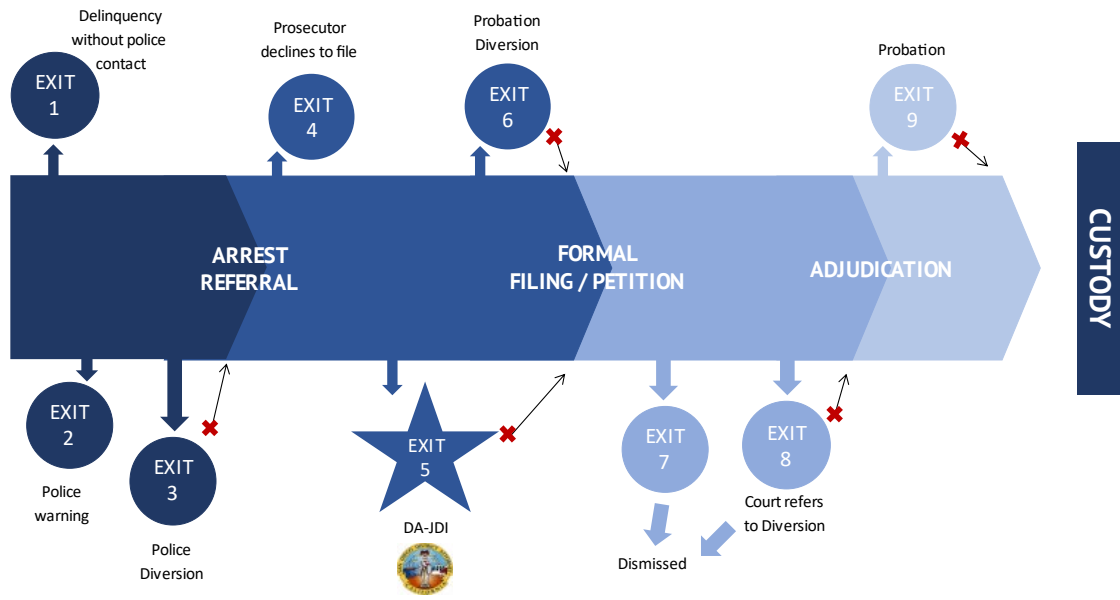 Delinquency
without police
contact
EXIT
1
Prosecutor
declines to file
EXIT
4
Probation
Diversion
EXIT
6
Probation
EXIT
9
ARREST
REFERRAL
FORMAL
FILING / PETITION
ADJUDICATION
CUSTODY
EXIT
2
Police
warning
EXIT
3
Police
Diversion
EXIT
5
DA-JDI
EXIT
7
Dismissed
EXIT
8
Court refers
to Diversion